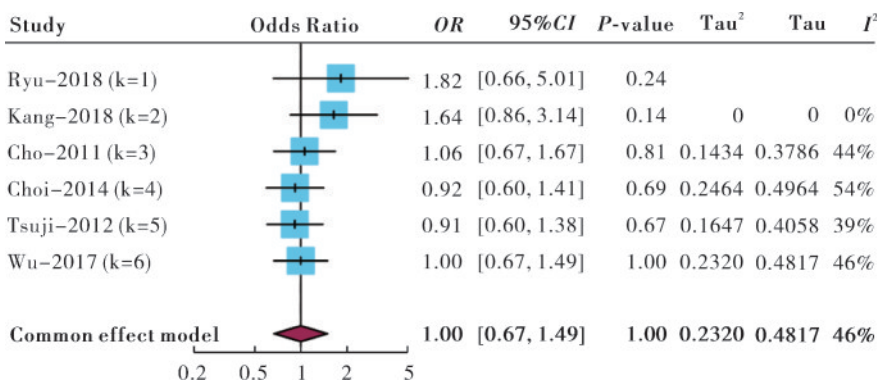 Study Odds Ratio OR 95%CI P-value Tau² Tau I²
Ryu-2018 (k=1) 1.82 [0.66, 5.01] 0.24
Kang-2018 (k=2) 1.64 [0.86, 3.14] 0.14 0 0 0%
Cho-2011 (k=3) 1.06 [0.67, 1.67] 0.81 0.1434 0.3786 44%
Choi-2014 (k=4) 0.92 [0.60, 1.41] 0.69 0.2464 0.4964 54%
Tsuji-2012 (k=5) 0.91 [0.60, 1.38] 0.67 0.1647 0.4058 39%
Wu-2017 (k=6) 1.00 [0.67, 1.49] 1.00 0.2320 0.4817 46%
Common effect model 1.00 [0.67, 1.49] 1.00 0.2320 0.4817 46%
0.2 0.5 1 2 5